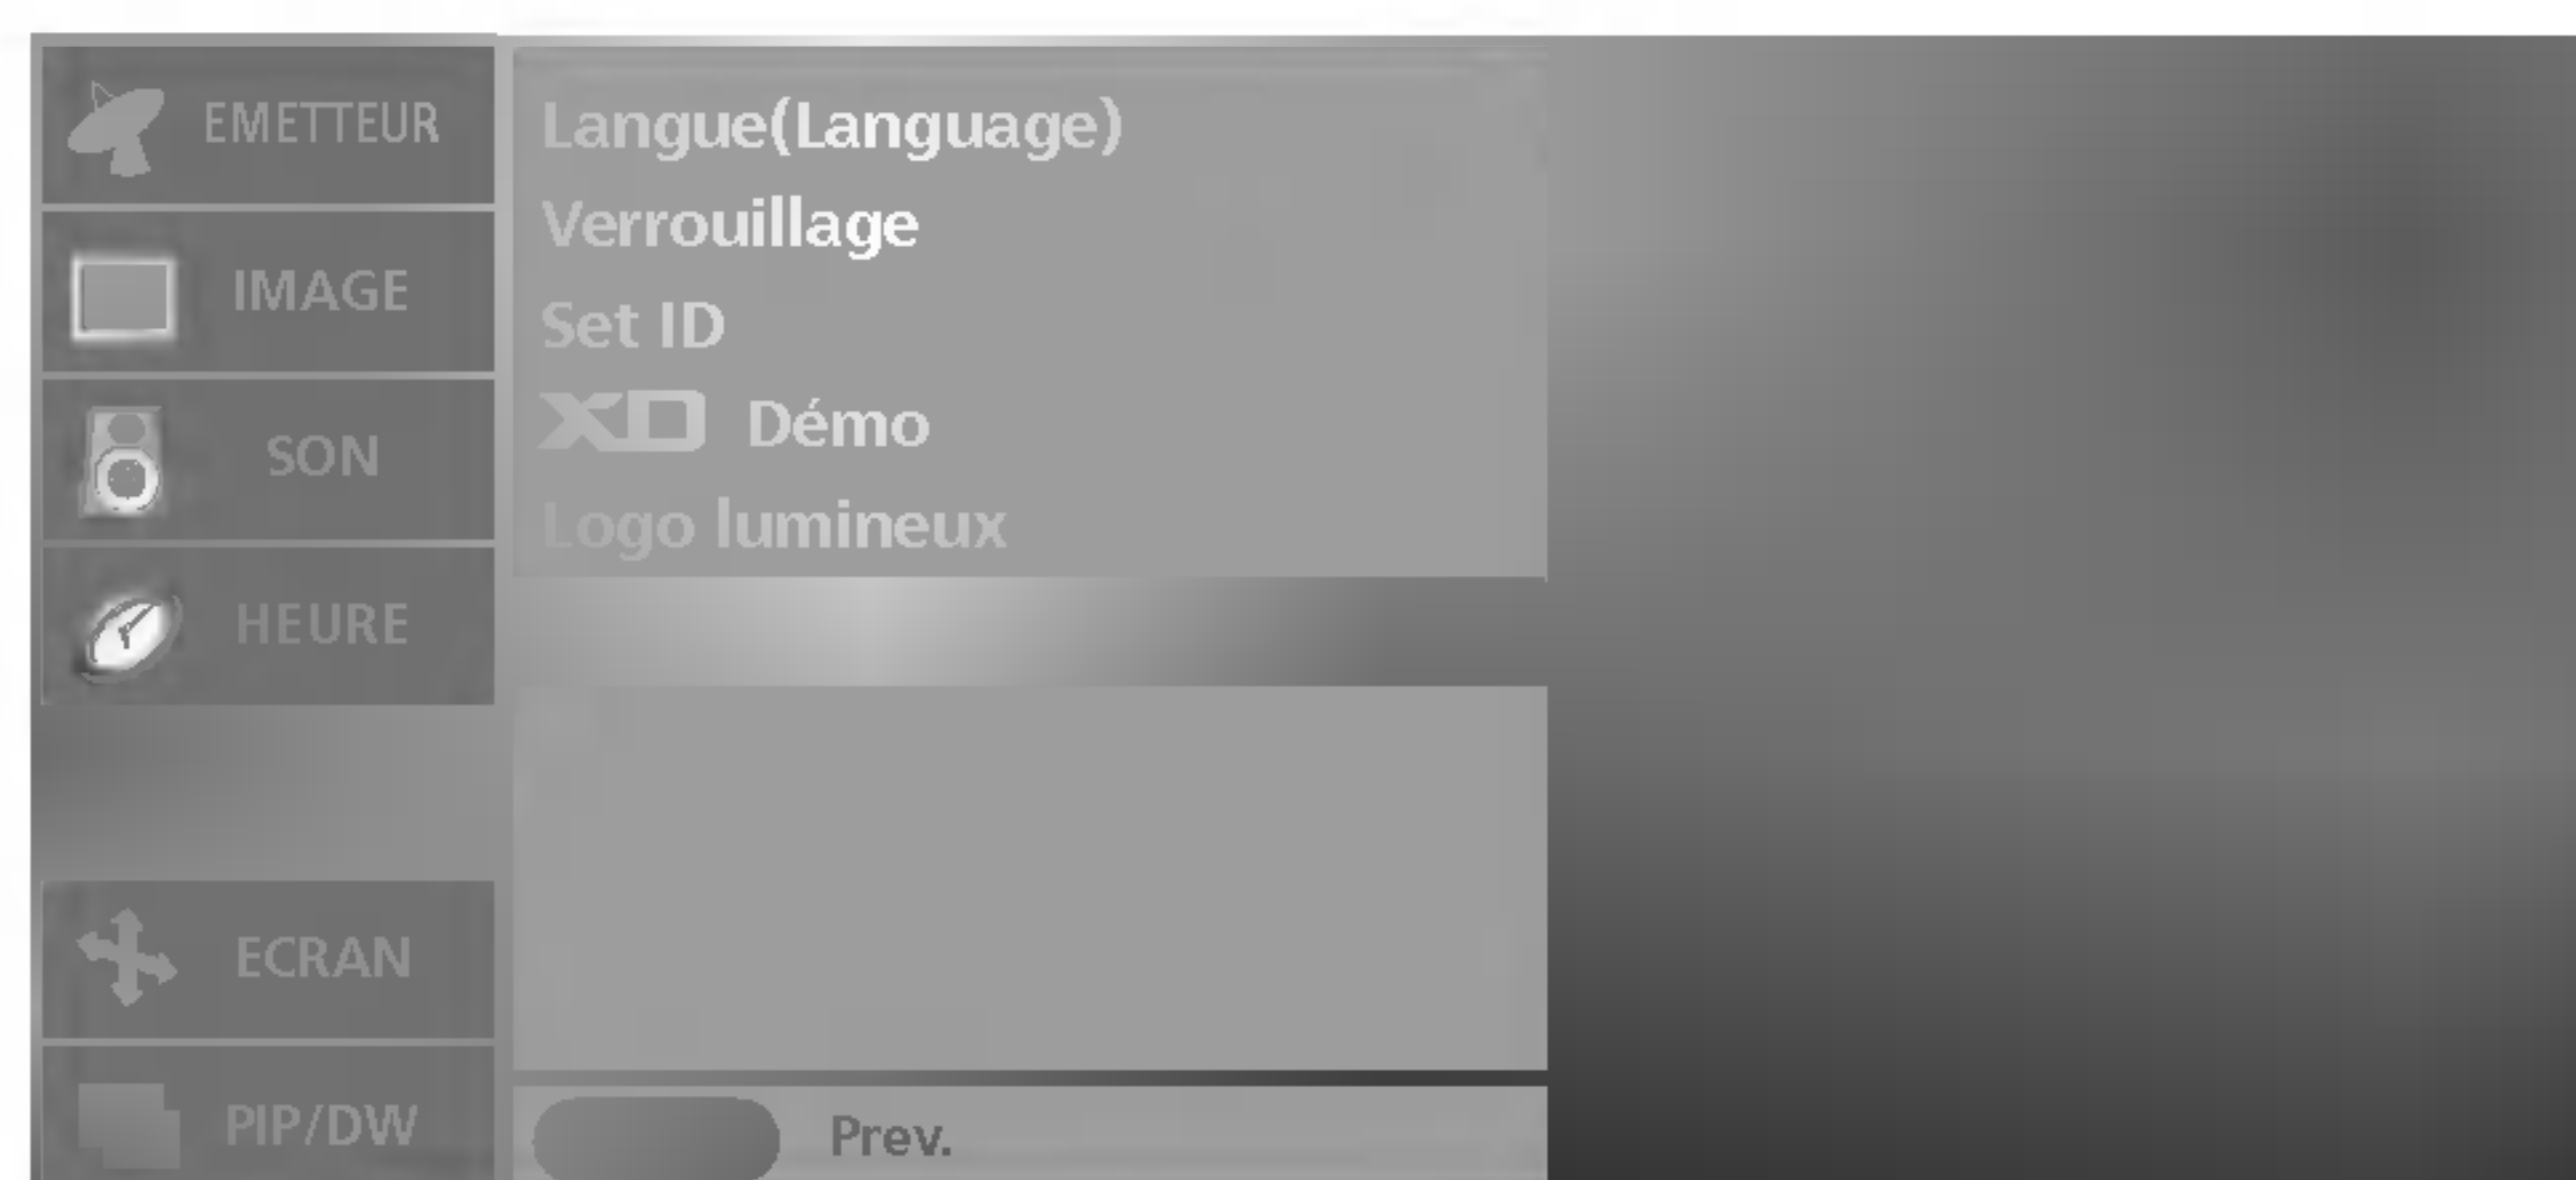 EMETTEUR
IMAGE
SON
HEURE
ECRAN
PIP/DW
Langue(Language)
Verrouillage
Set ID
XD Démo
Logo lumineux
Prev.